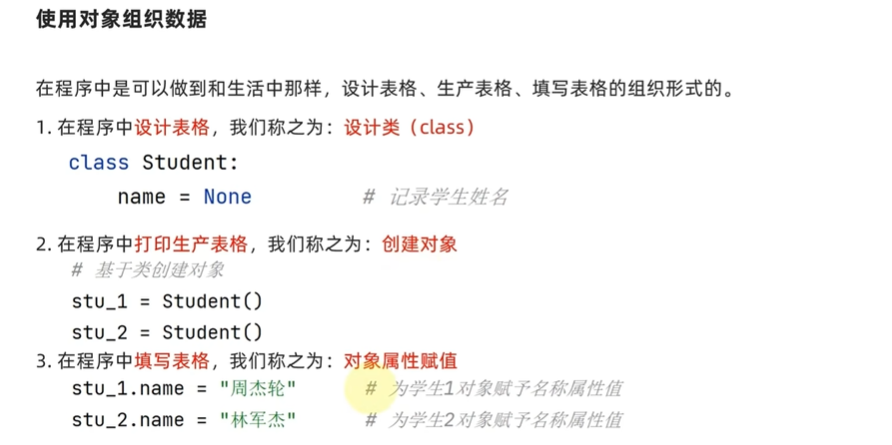 使用对象组织数据
在程序中是可以做到和生活中那样，设计表格、生产表格、填写表格的组织形式的。
1. 在程序中设计表格，我们称之为：设计类（class）
class Student:
    name = None    # 记录学生姓名
2. 在程序中打印生产表格，我们称之为：创建对象
# 基于类创建对象
stu_1 = Student()
stu_2 = Student()
3. 在程序中填写表格，我们称之为：对象属性赋值
stu_1.name = "周杰轮"    # 为学生1对象赋予名称属性值
stu_2.name = "林军杰"    # 为学生2对象赋予名称属性值